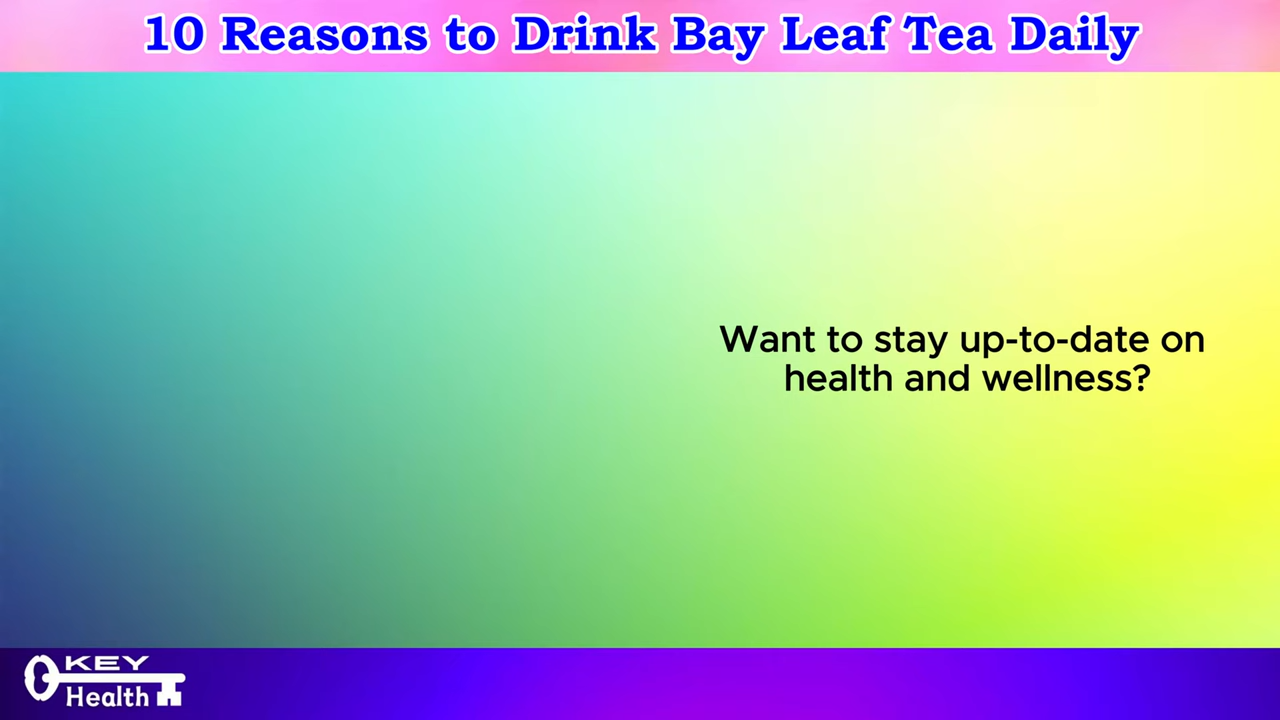 10 Reasons to Drink Bay Leaf Tea Daily
Want to stay up-to-date on
health and wellness?
KEY
Health